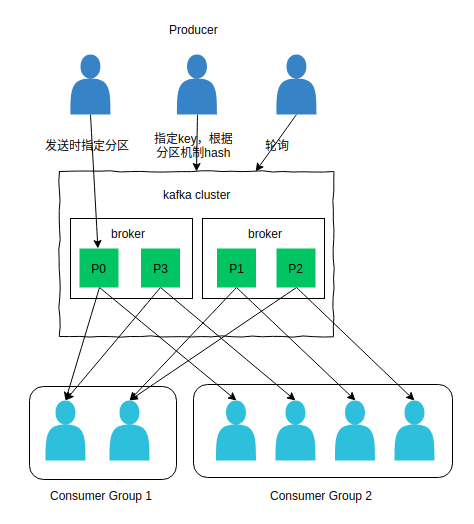 Producer
发送时指定分区
指定key，根据
分区机制hash
轮询
kafka cluster
broker
broker
P0
P3
P1
P2
Consumer Group 1
Consumer Group 2